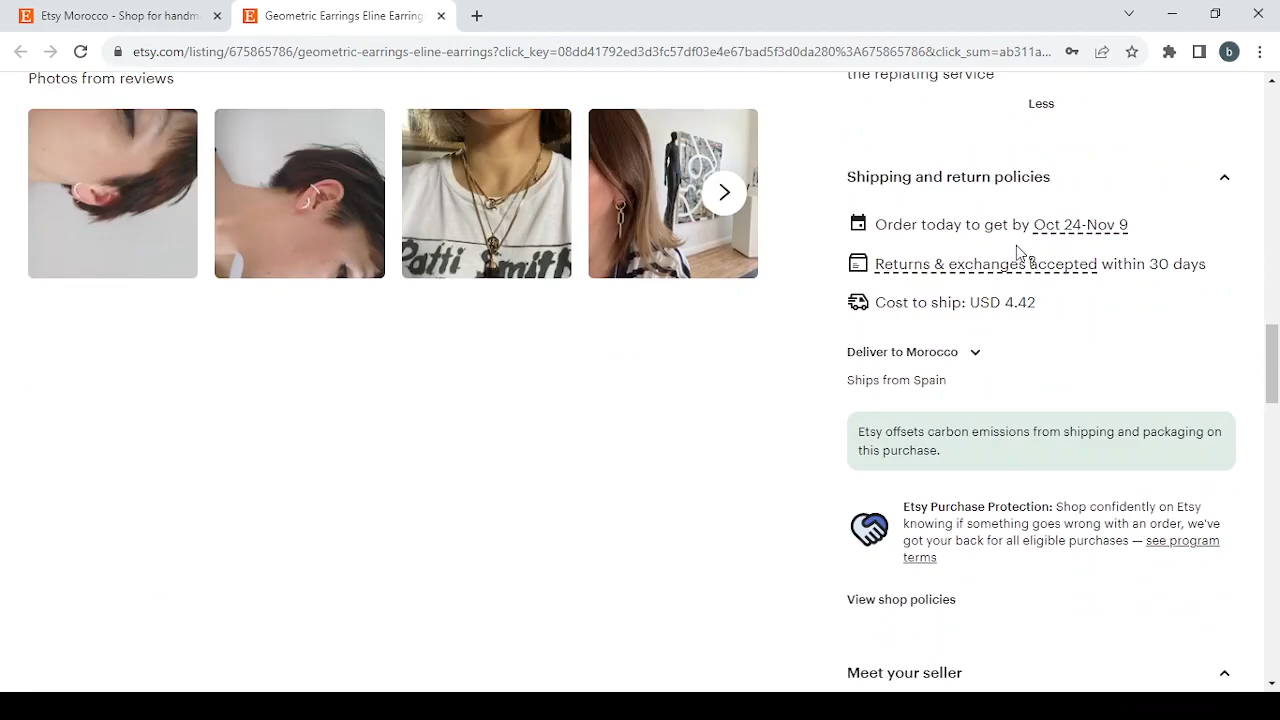 Etsy Morocco - Shop for handm
Geometric Earrings Eline Earring
etsy.com/listing/675865786/geometric-earrings-eline-earrings?click_key=08dd41792ed3d3fc57df03e4e67bad5f3d0da280%3A675865786&click_sum=ab311a...
b
Photos from reviews
Patti Smith
the replating service
Less
Shipping and return policies
Order today to get by Oct 24-Nov 9
Returns & exchanges accepted within 30 days
Cost to ship: USD 4.42
Deliver to Morocco
Ships from Spain
Etsy offsets carbon emissions from shipping and packaging on
this purchase.
Etsy Purchase Protection: Shop confidently on Etsy
knowing if something goes wrong with an order, we've
got your back for all eligible purchases — see program
terms
View shop policies
Meet your seller